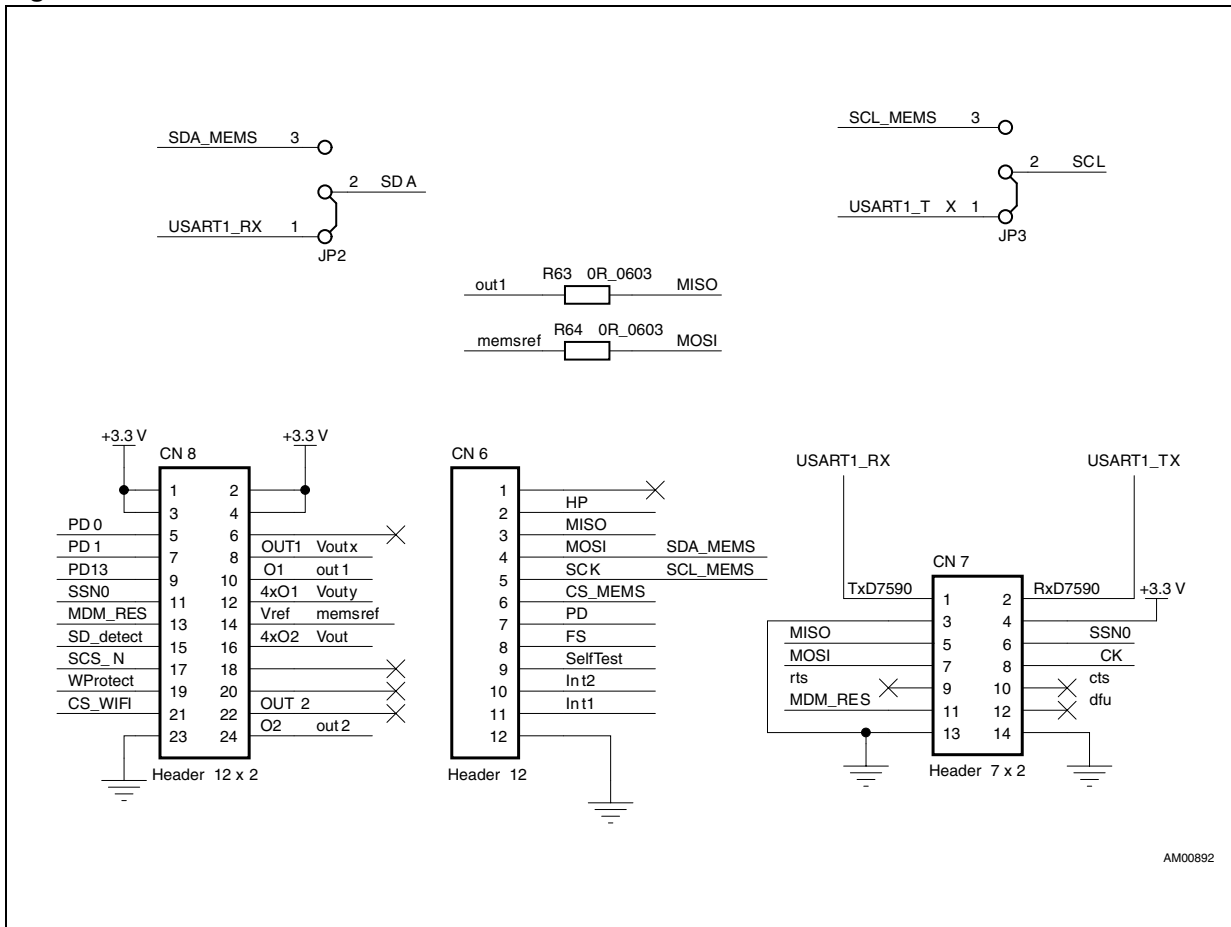 SDA_MEMS 3
2 SDA
USART1_RX 1
JP2
SCL_MEMS 3
2 SCL
USART1_T X 1
JP3
R63 0R_0603
out1 MISO
R64 0R_0603
memsref MOSI
+3.3 V +3.3 V
CN 8
1 2
3 4
PD 0 5 6
PD 1 7 8 OUT1 Voutx
PD13 9 10 O1 out 1
SSN0 11 12 4xO1 Vouty
MDM_RES 13 14 Vref memsref
SD_detect 15 16 4xO2 Vout
SCS_ N 17 18
WProtect 19 20
CS_WIFI 21 22 OUT 2
23 24 O2 out 2
Header 12 x 2
CN 6
1
2 HP
3 MISO
4 MOSI SDA_MEMS
5 SCK SCL_MEMS
6 CS_MEMS
7 PD
8 FS
9 SelfTest
10 Int2
11 Int1
12
Header 12
USART1_RX USART1_TX
CN 7
TxD7590 1 2 RxD7590 +3.3 V
3 4
MISO 5 6 SSN0
MOSI 7 8 CK
rts 9 10 cts
MDM_RES 11 12 dfu
13 14
Header 7 x 2
AM00892